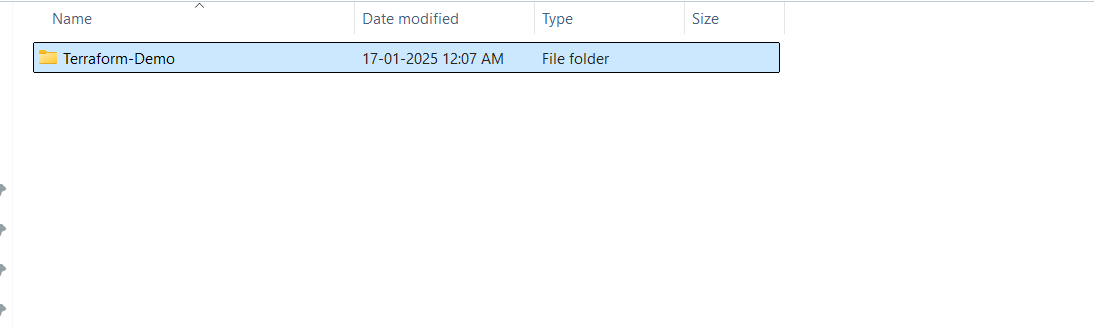 Name Date modified Type Size
Terraform-Demo 17-01-2025 12:07 AM File folder